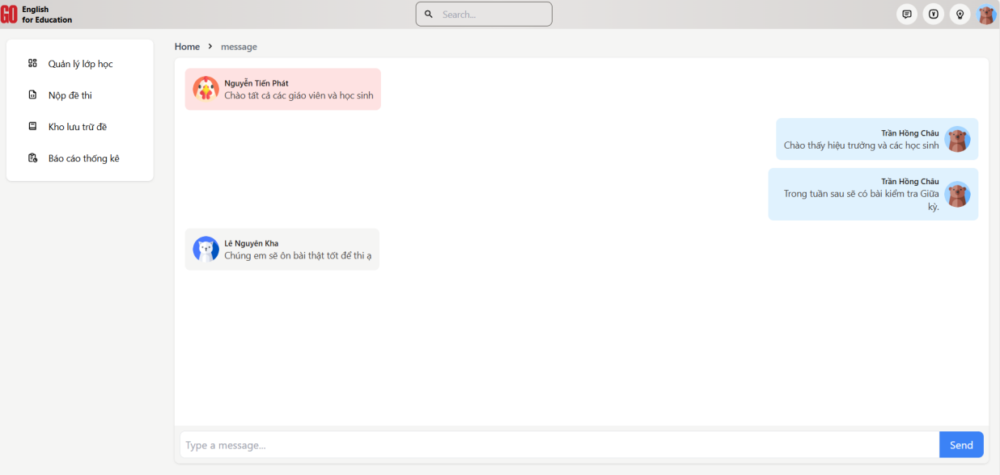 GO English
for Education
Search...
Quản lý lớp học
Nộp đề thi
Kho lưu trữ đề
Báo cáo thống kê
Home > message
Nguyễn Tiến Phát
Chào tất cả các giáo viên và học sinh
Trần Hồng Châu
Chào thấy hiệu trưởng và các học sinh
Trần Hồng Châu
Trong tuần sau sẽ có bài kiểm tra Giữa
kỳ.
Lê Nguyên Kha
Chúng em sẽ ôn bài thật tốt để thi ạ
Type a message...
Send